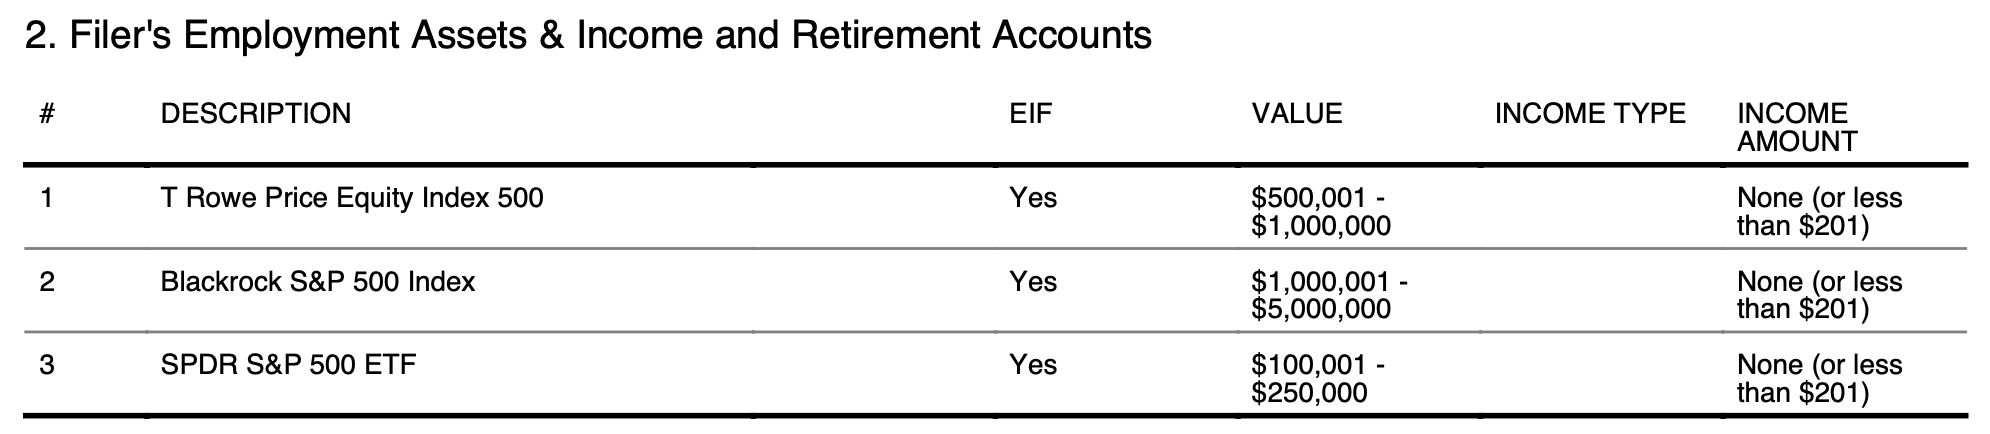 2. Filer's Employment Assets & Income and Retirement Accounts
# DESCRIPTION EIF VALUE INCOME TYPE INCOME AMOUNT
1 T Rowe Price Equity Index 500 Yes $500,001 - $1,000,000 None (or less than $201)
2 Blackrock S&P 500 Index Yes $1,000,001 - $5,000,000 None (or less than $201)
3 SPDR S&P 500 ETF Yes $100,001 - $250,000 None (or less than $201)